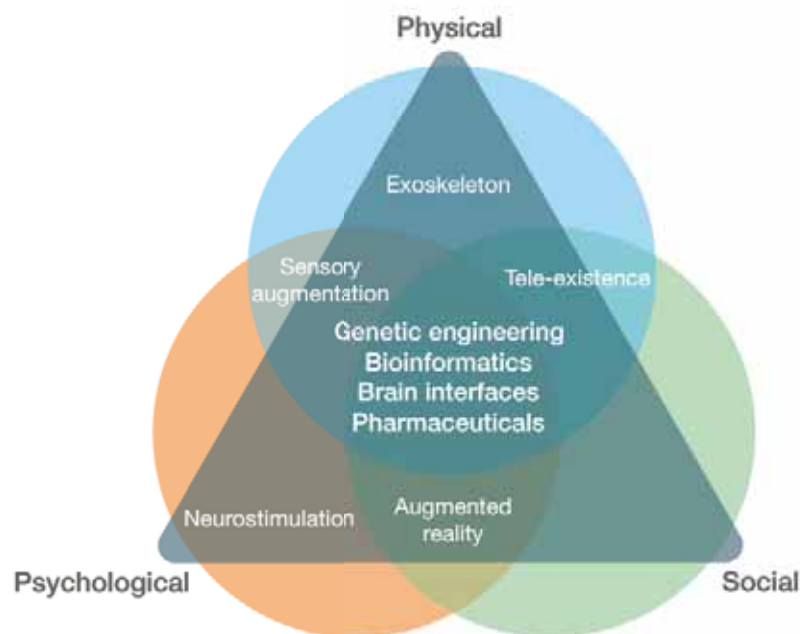 Physical
Exoskeleton
Sensory
augmentation
Tele-existence
Genetic engineering
Bioinformatics
Brain interfaces
Pharmaceuticals
Neurostimulation
Augmented
reality
Psychological
Social